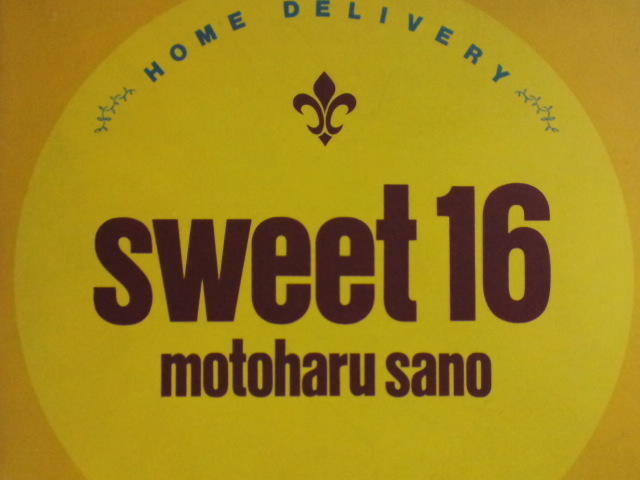 HOME DELIVERY
sweet 16
motoharu sano